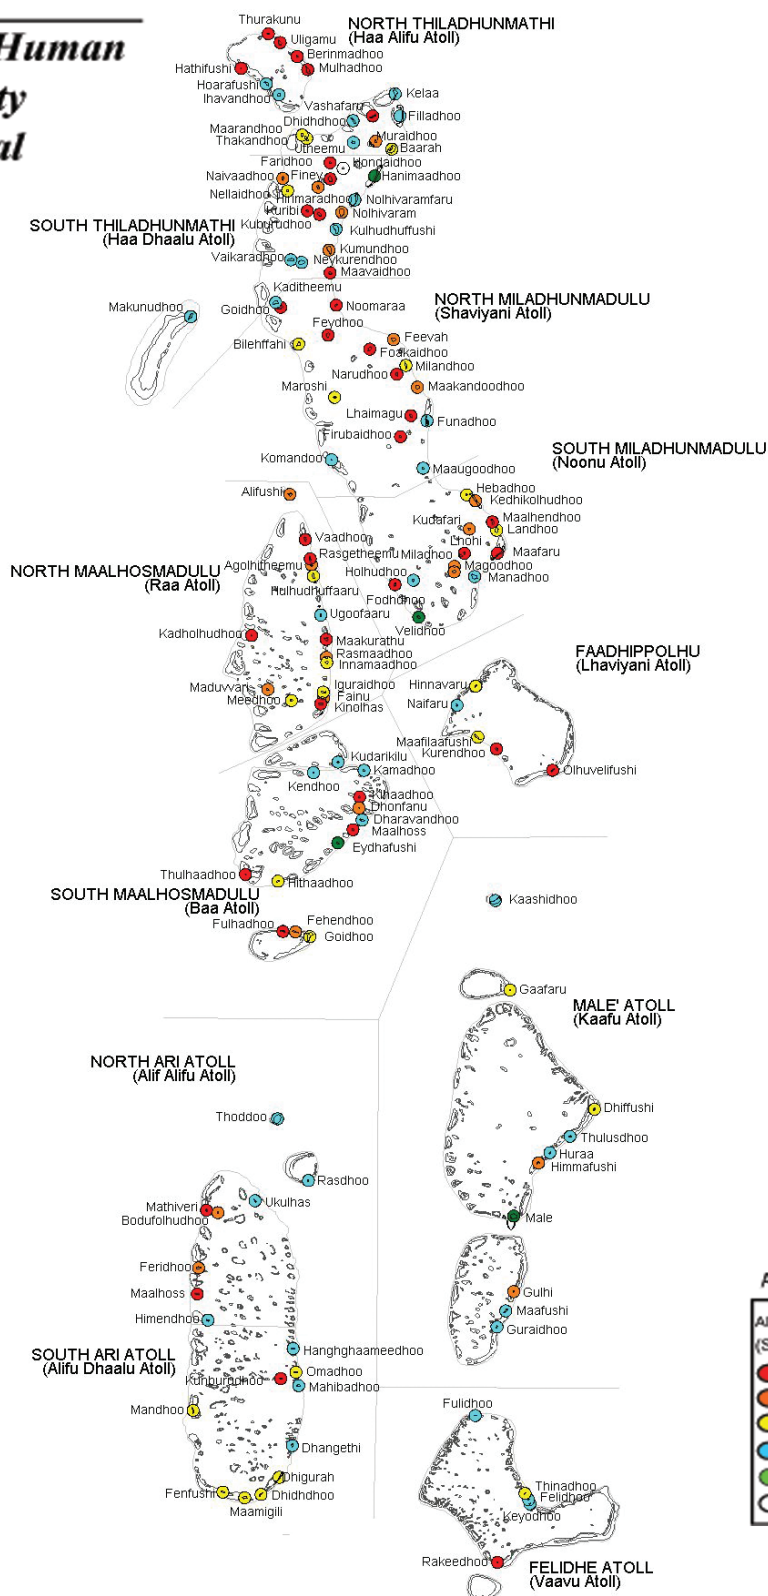 Human
ty
al
Thurakunu
NORTH THILADHUNMATHI
(Haa Alifu Atoll)
Uligamu
Berinmadhoo
Hathifushi
Mulhadhoo
Hoarafushi
Ihavandhoo
Kelaa
Vashafaru
Filladhoo
Dhidhdhoo
Maarandhoo
Thakandhoo
Utheemu
Muraidhoo
Baarah
Faridhoo
Hondaidhoo
Naivaadhoo
Finey
Hanimaadhoo
Nellaidhoo
Hirimaradhoo
Nolhivaramfaru
Kuribi
Nolhivaram
Kuburudhoo
SOUTH THILADHUNMATHI
(Haa Dhaalu Atoll)
Kulhudhuffushi
Kumundhoo
Vaikaradhoo
Neykurendhoo
Maavaidhoo
Kaditheemu
Makunudhoo
Goidhoo
Noomaraa
NORTH MILADHUNMADULU
(Shaviyani Atoll)
Feydhoo
Bilehffahi
Feevah
Foakaidhoo
Milandhoo
Narudhoo
Maroshi
Maakandoodhoo
Lhaimagu
Funadhoo
Firubaidhoo
SOUTH MILADHUNMADULU
(Noonu Atoll)
Komandoo
Maaugoodhoo
Alifushi
Hebadhoo
Kedhikolhudhoo
Kudafari
Maalhendhoo
Landhoo
Vaadhoo
Lhohi
Rasgetheemu
Miladhoo
Maafaru
NORTH MAALHOSMADULU
(Raa Atoll)
Agolhitheemu
Holhudhoo
Magoodhoo
Manadhoo
Hulhudhuffaaru
Fodhdhoo
Ugoofaaru
Velidhoo
Kadholhudhoo
Maakurathu
Rasmaadhoo
Innamaadhoo
FAADHIPPOLHU
(Lhaviyani Atoll)
Maduvvari
Iguraidhoo
Hinnavaru
Meedhoo
Fainu
Kinolhas
Naifaru
Maafilaafushi
Kurendhoo
Kudarikilu
Kamadhoo
Olhuvelifushi
Kendhoo
Kihaadhoo
Dhonfanu
Dharavandhoo
Maalhoss
Eydhafushi
Thulhaadhoo
Hithaadhoo
SOUTH MAALHOSMADULU
(Baa Atoll)
Kaashidhoo
Fulhadhoo
Fehendhoo
Goidhoo
Gaafaru
MALE' ATOLL
(Kaafu Atoll)
NORTH ARI ATOLL
(Alif Alifu Atoll)
Thoddoo
Dhiffushi
Thulusdhoo
Huraa
Himmafushi
Rasdhoo
Ukulhas
Mathiveri
Bodufolhudhoo
Male
Feridhoo
Maalhoss
Gulhi
Maafushi
Guraidhoo
Himendhoo
SOUTH ARI ATOLL
(Alifu Dhaalu Atoll)
Hanghghaameedhoo
Omadhoo
Kunburudhoo
Mahibadhoo
Mandhoo
Fulidhoo
Dhangethi
Dhigurah
Thinadhoo
Felidhoo
Keyodhoo
Fenfushi
Dhidhdhoo
Maamigili
Rakeedhoo
FELIDHE ATOLL
(Vaavu Atoll)